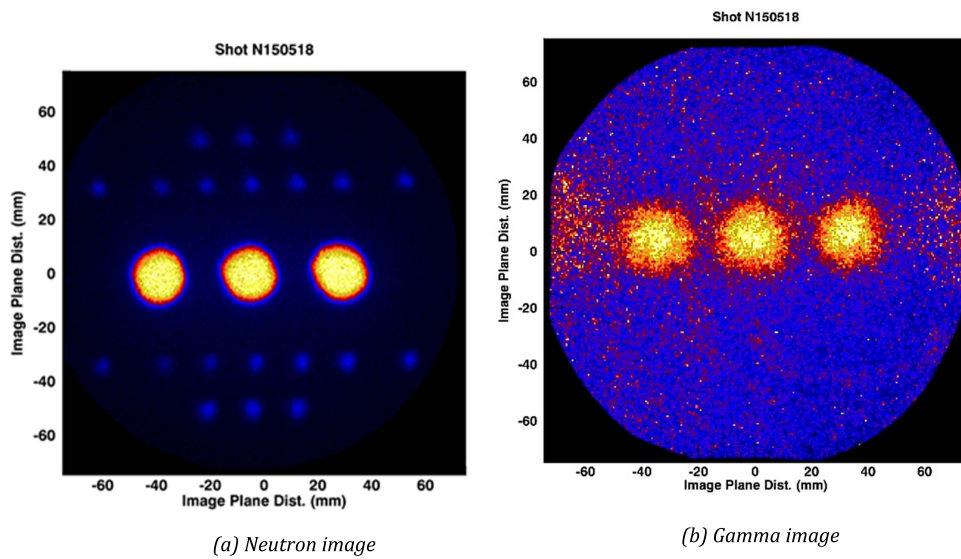 Shot N150518
60
40
20
0
-20
-40
-60
Image Plane Dist. (mm)
-60 -40 -20 0 20 40 60
Image Plane Dist. (mm)
(a) Neutron image
Shot N150518
60
40
20
0
-20
-40
-60
Image Plane Dist. (mm)
-60 -40 -20 0 20 40 60
Image Plane Dist. (mm)
(b) Gamma image